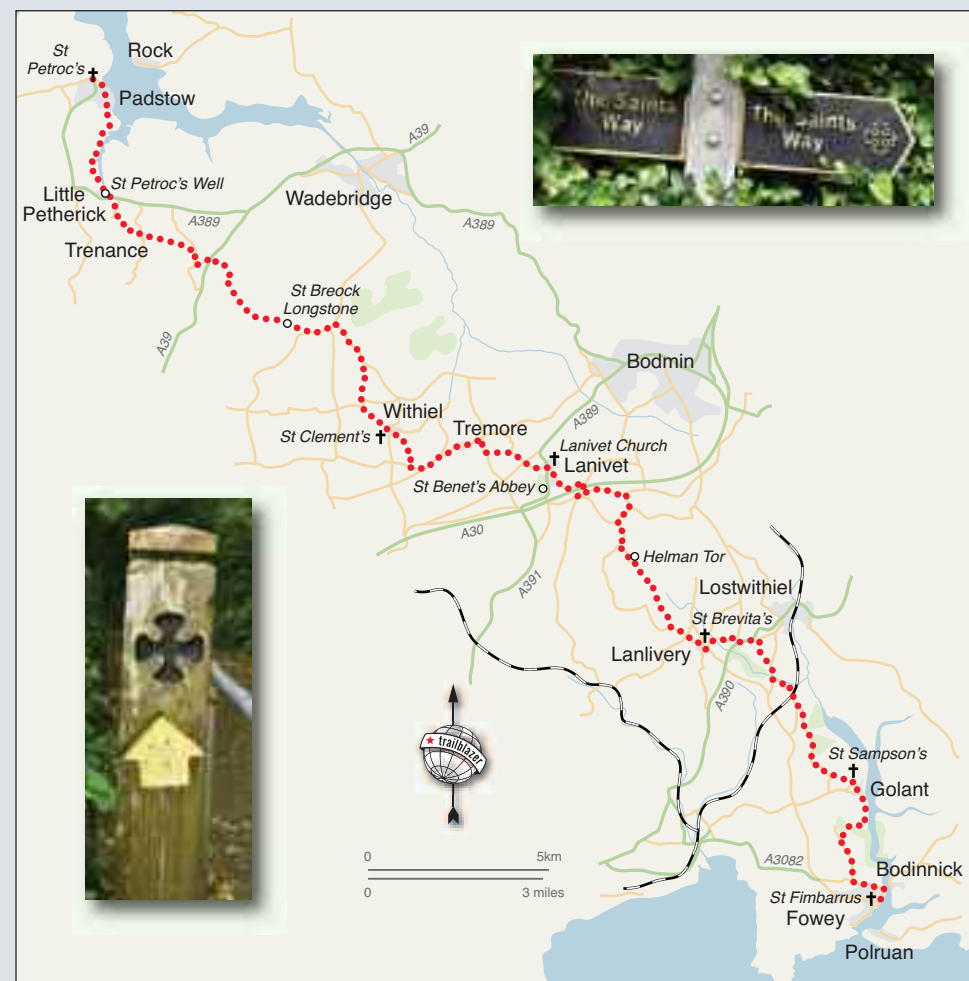 St
Petroc's
Rock
Padstow
The Saints
Way
The Saints
Way
A39
St Petroc's Well
Little
Petherick
Wadebridge
A389
A389
Trenance
St Breock
Longstone
A39
Bodmin
Withiel
St Clement's
Tremore
A389
Lanivet Church
Lanivet
St Benet's Abbey
A30
Helman Tor
A391
Lostwithiel
St Brevita's
Lanlivery
A390
trailblazer
St Sampson's
Golant
0 5km
0 3 miles
A3082
Bodinnick
St Fimbarrus
Fowey
Polruan